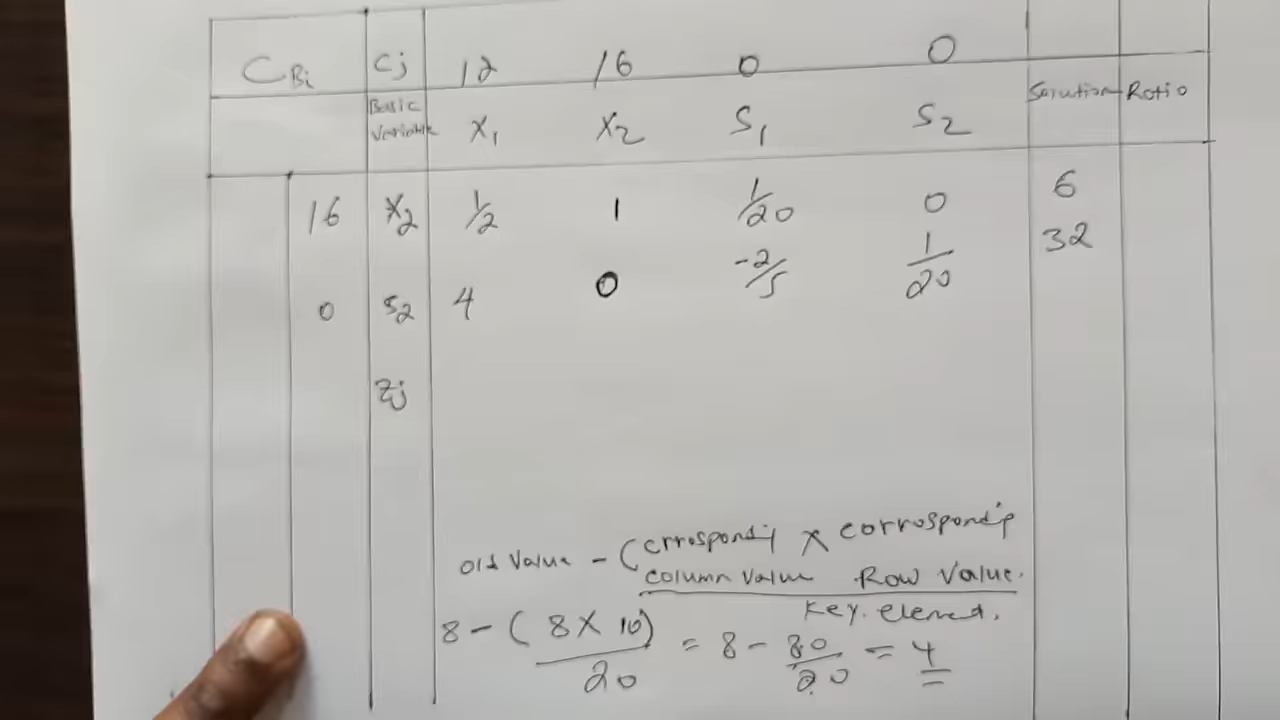 CBi Cj 12 16 0 0
Basic Variable X1 X2 S1 S2 Solution Ratio
16 X2 1/2 1 1/20 0 6
0 S2 4 0 -2/5 1/20 32
Zj
Old Value - (
column value Row value.
Key. element.
8 - ( 8 X 10 ) / 20 = 8 - 80/20 = 4